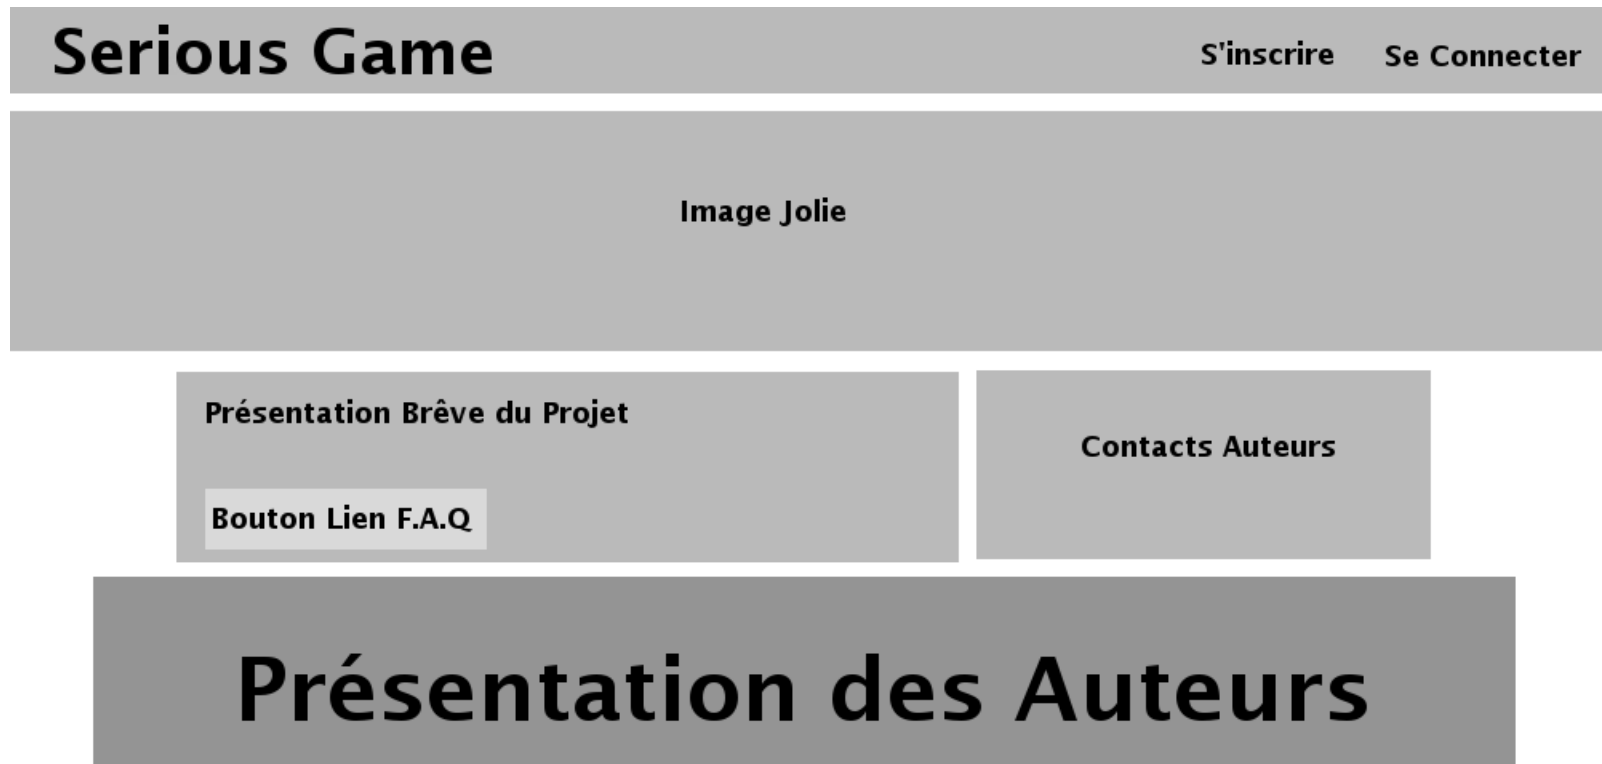 Serious Game
S'inscrire
Se Connecter
Image Jolie
Présentation Brêve du Projet
Bouton Lien F.A.Q
Contacts Auteurs
Présentation des Auteurs